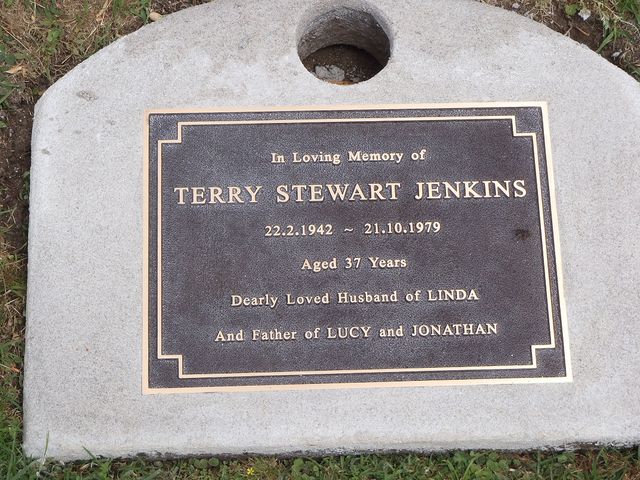 In Loving Memory of
TERRY STEWART JENKINS
22.2.1942 ~ 21.10.1979
Aged 37 Years
Dearly Loved Husband of LINDA
And Father of LUCY and JONATHAN